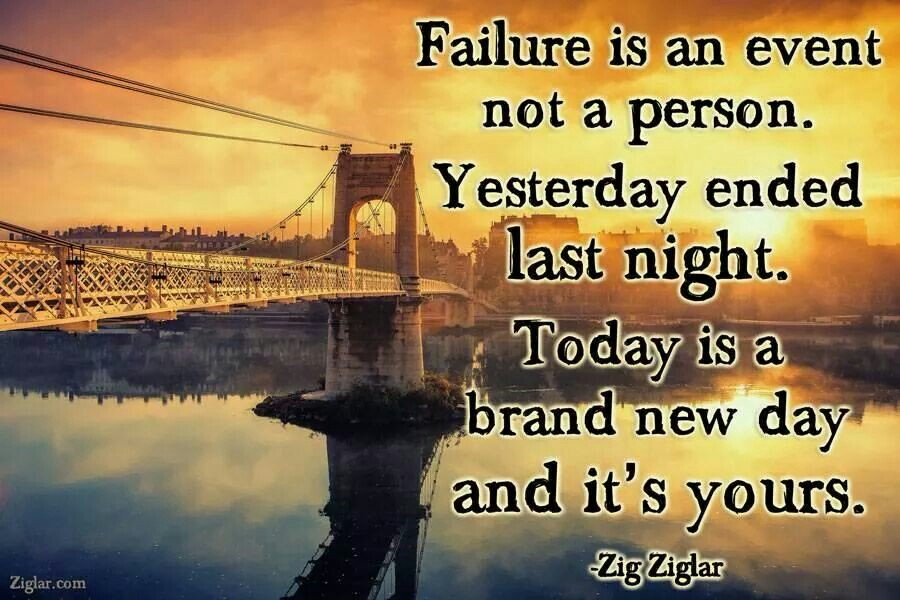 Failure is an event
not a person.
Yesterday ended
last night.
Today is a
brand new day
and it's yours.
-Zig Ziglar
Ziglar.com